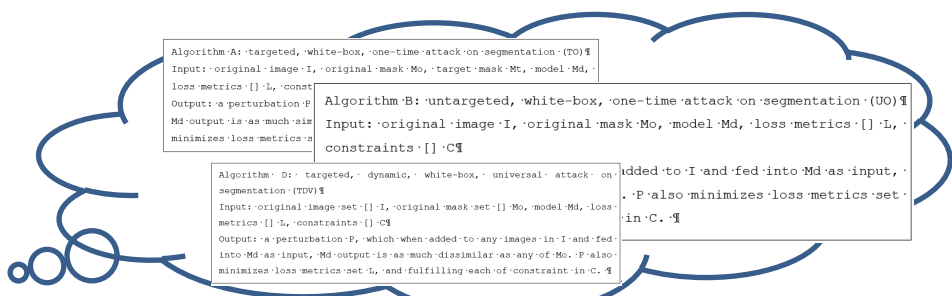 Algorithm A: targeted, white-box, one-time attack on segmentation (TO)¶
Input: original image I, original mask Mo, target mask Mt, model Md,
loss metrics [] L, const
Output: a perturbation P
Md output is as much sim
minimizes loss metrics s
Algorithm B: untargeted, white-box, one-time attack on segmentation (UO)¶
Input: original image I, original mask Mo, model Md, loss metrics [] L,
constraints [] C¶
added to I and fed into Md as input,
. P also minimizes loss metrics set
in C. ¶
Algorithm D: targeted, dynamic, white-box, universal attack on
segmentation (TDV)¶
Input: original image set [] I, original mask set [] Mo, model Md, loss
metrics [] L, constraints [] C¶
Output: a perturbation P, which when added to any images in I and fed
into Md as input, Md output is as much dissimilar as any of Mo. P also
minimizes loss metrics set L, and fulfilling each of constraint in C. ¶